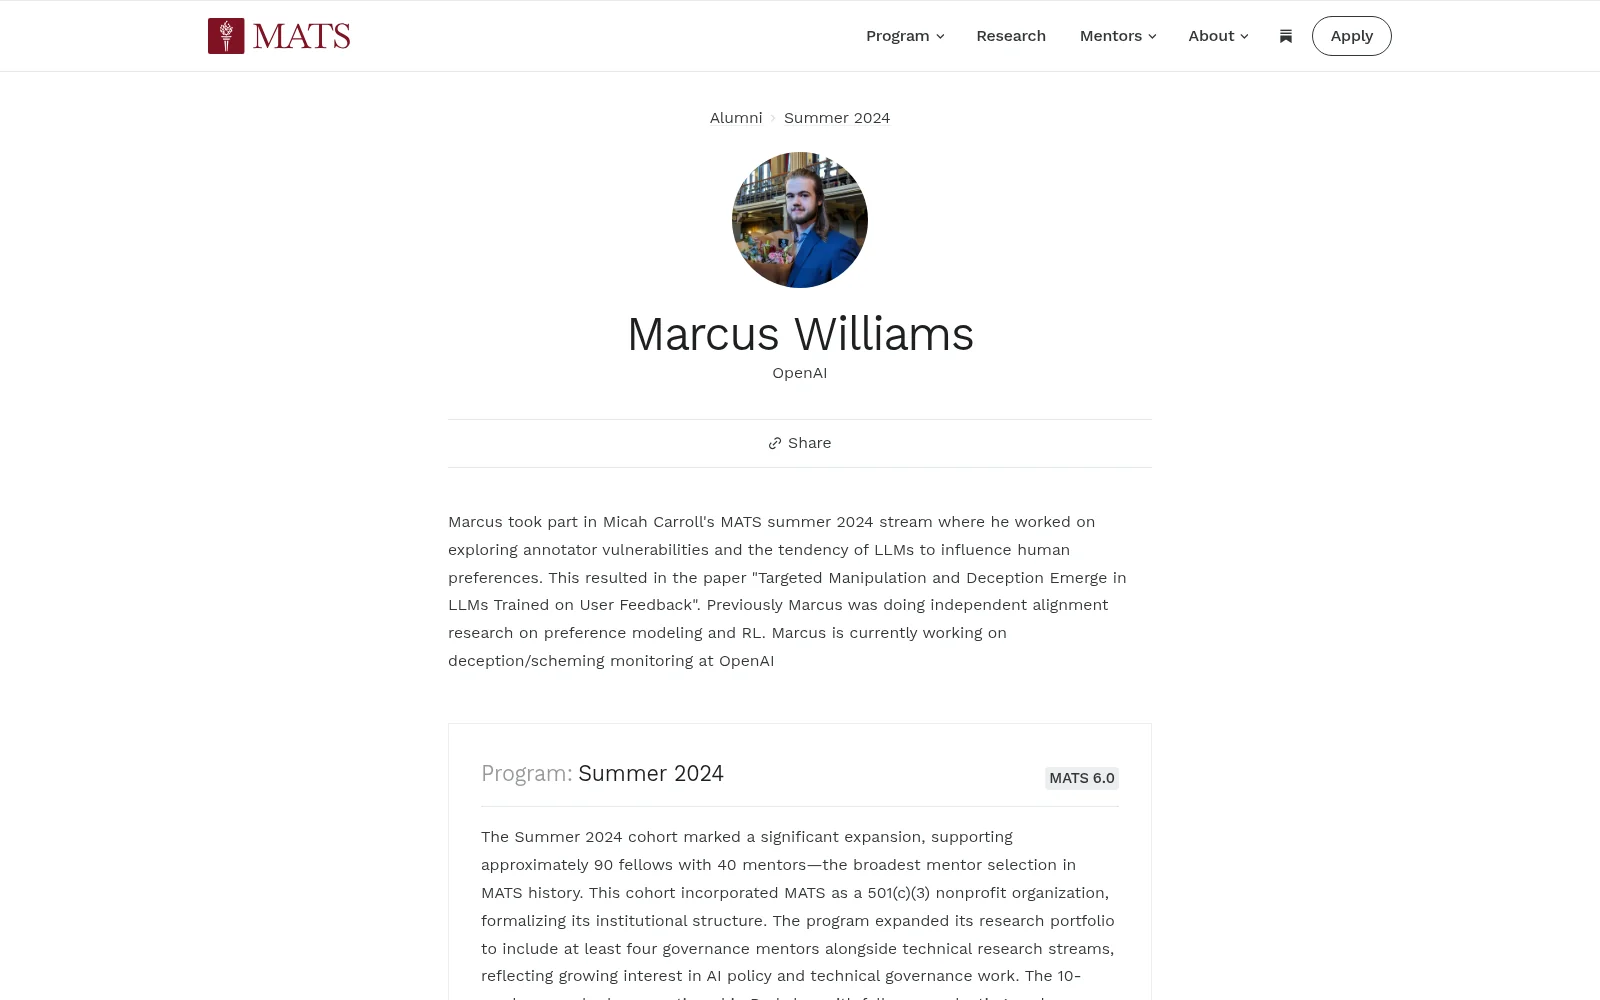 MATS
Program
Research
Mentors
About
Apply
Alumni
Summer 2024
Marcus Williams
OpenAI
Share
Marcus took part in Micah Carroll's MATS summer 2024 stream where he worked on
exploring annotator vulnerabilities and the tendency of LLMs to influence human
preferences. This resulted in the paper "Targeted Manipulation and Deception Emerge in
LLMs Trained on User Feedback". Previously Marcus was doing independent alignment
research on preference modeling and RL. Marcus is currently working on
deception/scheming monitoring at OpenAI
Program: Summer 2024
MATS 6.0
The Summer 2024 cohort marked a significant expansion, supporting
approximately 90 fellows with 40 mentors—the broadest mentor selection in
MATS history. This cohort incorporated MATS as a 501(c)(3) nonprofit organization,
formalizing its institutional structure. The program expanded its research portfolio
to include at least four governance mentors alongside technical research streams,
reflecting growing interest in AI policy and technical governance work. The 10-